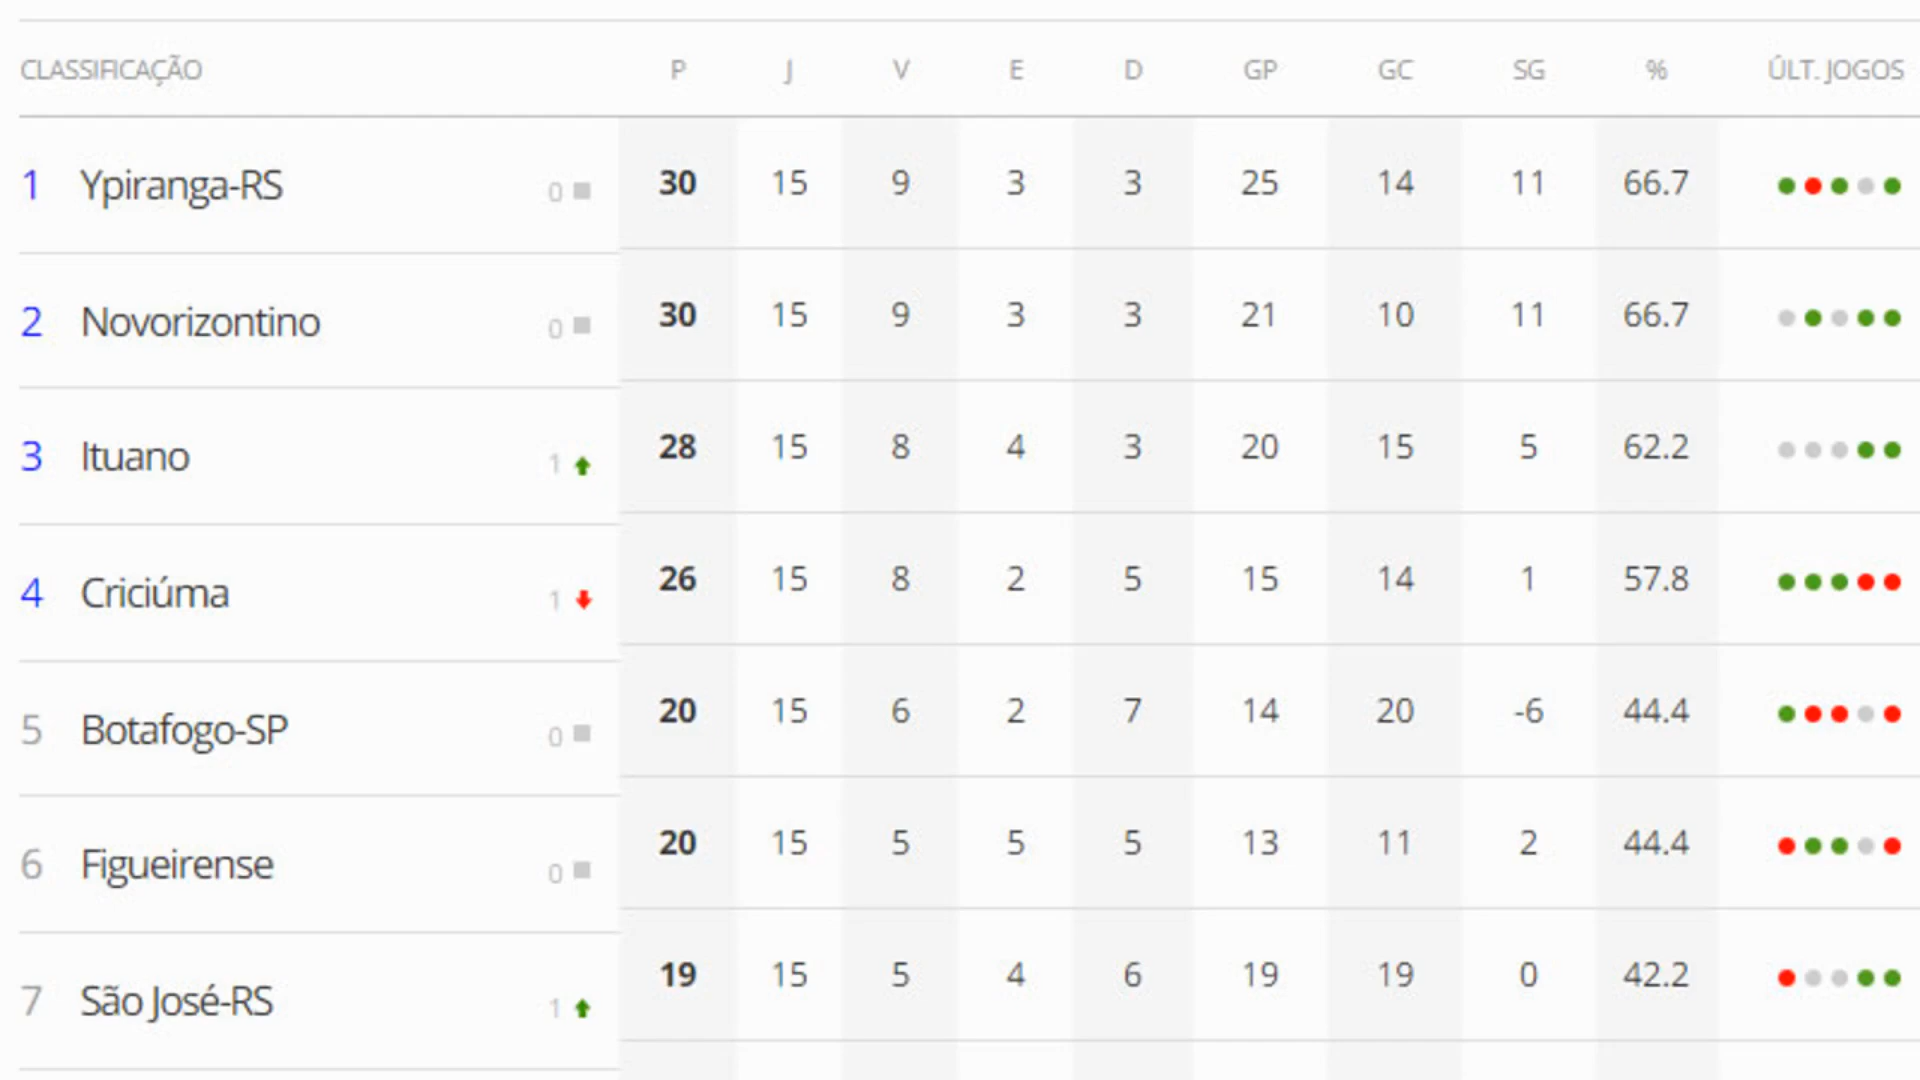 CLASSIFICAÇÃO P J V E D GP GC SG % ÚLT. JOGOS
1 Ypiranga-RS 0 30 15 9 3 3 25 14 11 66.7
2 Novorizontino 0 30 15 9 3 3 21 10 11 66.7
3 Ituano 1 28 15 8 4 3 20 15 5 62.2
4 Criciúma 1 26 15 8 2 5 15 14 1 57.8
5 Botafogo-SP 0 20 15 6 2 7 14 20 -6 44.4
6 Figueirense 0 20 15 5 5 5 13 11 2 44.4
7 São José-RS 1 19 15 5 4 6 19 19 0 42.2